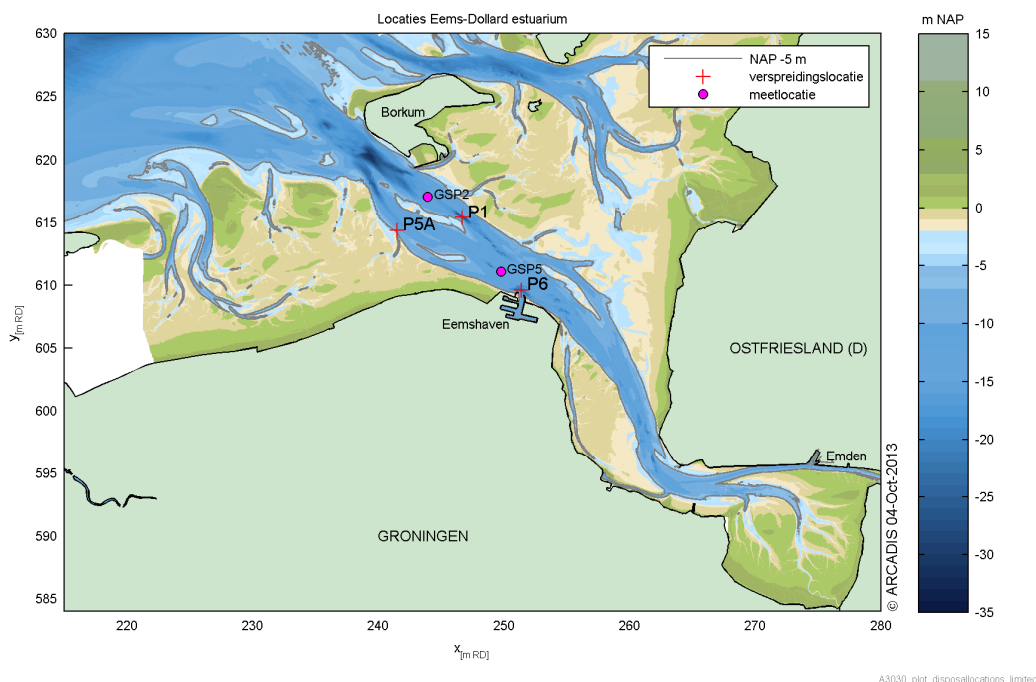 Locaties Eems-Dollard estuarium
m NAP
630
625
620
615
610
605
600
595
590
585
y[m RD]
NAP -5 m
verspreidingslocatie
meetlocatie
Borkum
GSP2
P1
P5A
GSP5
P6
Eemshaven
OSTFRIESLAND (D)
Emden
GRONINGEN
© ARCADIS 04-Oct-2013
15
10
5
0
-5
-10
-15
-20
-25
-30
-35
220
230
240
250
260
270
280
x[m RD]
A3030_plot_disposallocations_limited